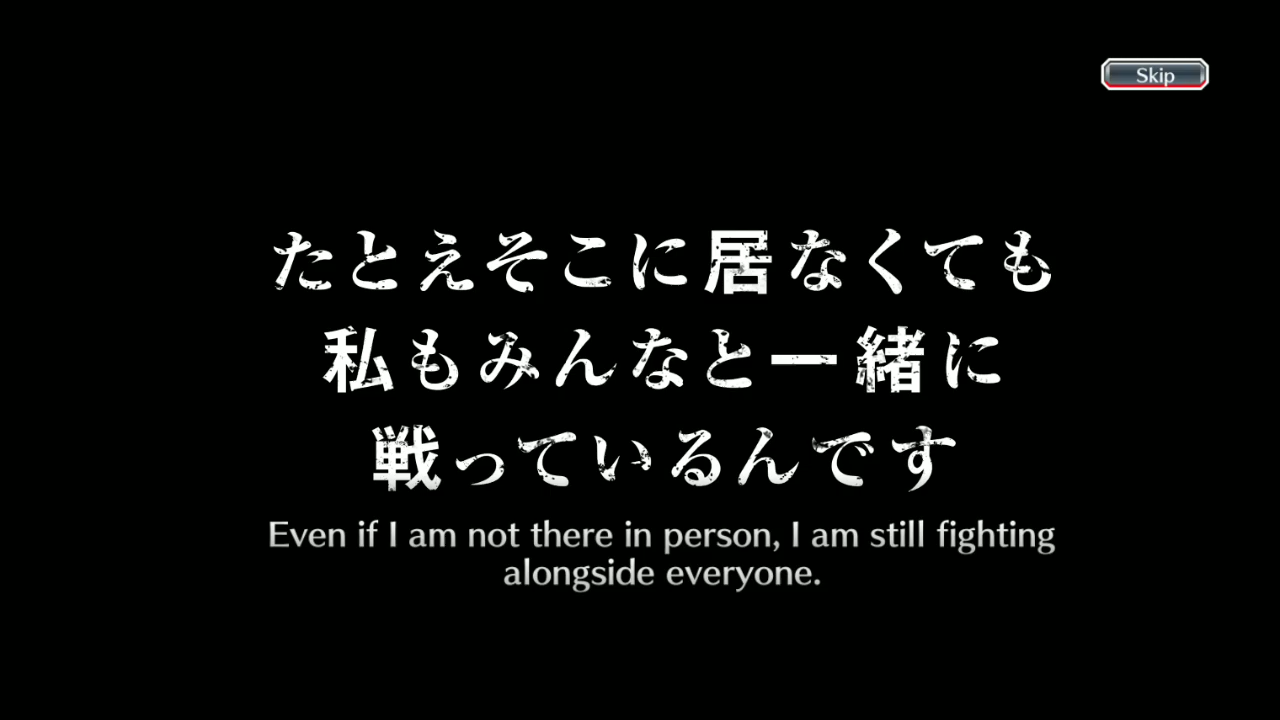 Skip
たとえそこに居なくても
私もみんなと一緒に
戦っているんです
Even if I am not there in person, I am still fighting
alongside everyone.